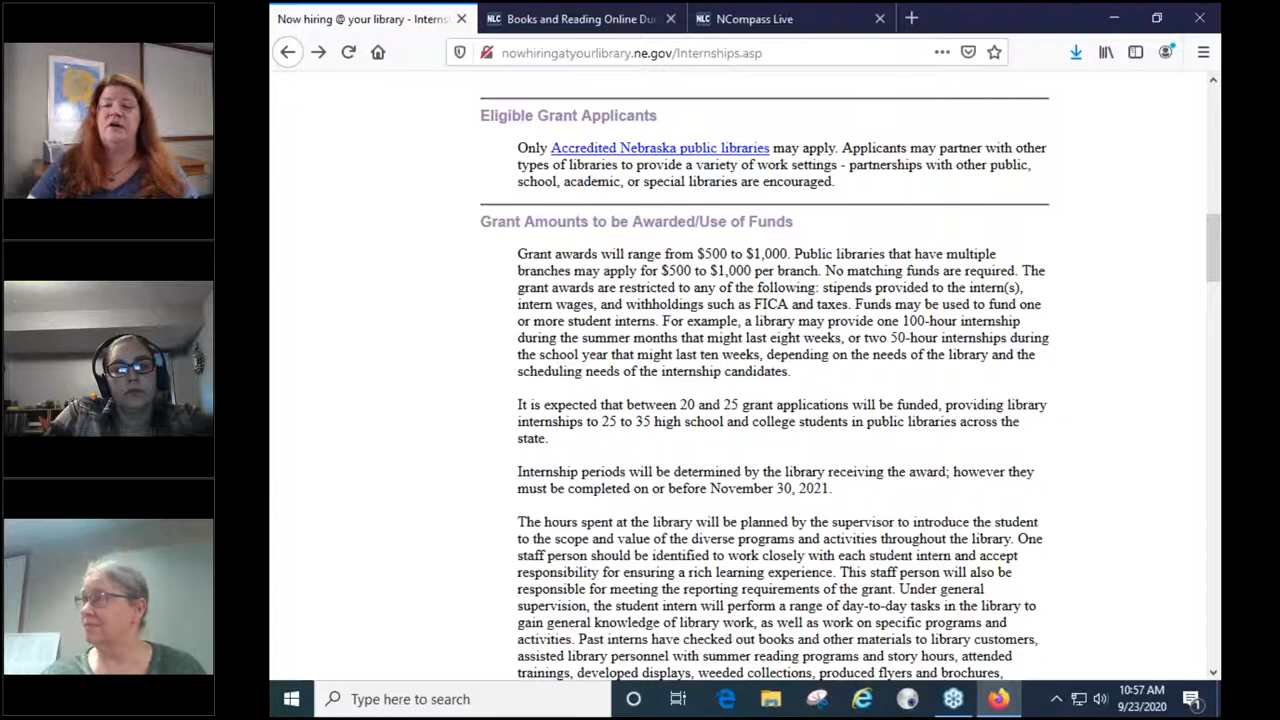 Now hiring @ your library - Interns
NLC Books and Reading Online Du
NLC NCompass Live
nowhiringatyourlibrary.ne.gov/Internships.asp
Eligible Grant Applicants
Only Accredited Nebraska public libraries may apply. Applicants may partner with other
types of libraries to provide a variety of work settings - partnerships with other public,
school, academic, or special libraries are encouraged.
Grant Amounts to be Awarded/Use of Funds
Grant awards will range from $500 to $1,000. Public libraries that have multiple
branches may apply for $500 to $1,000 per branch. No matching funds are required. The
grant awards are restricted to any of the following: stipends provided to the intern(s),
intern wages, and withholdings such as FICA and taxes. Funds may be used to fund one
or more student interns. For example, a library may provide one 100-hour internship
during the summer months that might last eight weeks, or two 50-hour internships during
the school year that might last ten weeks, depending on the needs of the library and the
scheduling needs of the internship candidates.
It is expected that between 20 and 25 grant applications will be funded, providing library
internships to 25 to 35 high school and college students in public libraries across the
state.
Internship periods will be determined by the library receiving the award; however they
must be completed on or before November 30, 2021.
The hours spent at the library will be planned by the supervisor to introduce the student
to the scope and value of the diverse programs and activities throughout the library. One
staff person should be identified to work closely with each student intern and accept
responsibility for ensuring a rich learning experience. This staff person will also be
responsible for meeting the reporting requirements of the grant. Under general
supervision, the student intern will perform a range of day-to-day tasks in the library to
gain general knowledge of library work, as well as work on specific programs and
activities. Past interns have checked out books and other materials to library customers,
assisted library personnel with summer reading programs and story hours, attended
trainings, developed displays, weeded collections, produced flyers and brochures,
Type here to search
10:57 AM
9/23/2020
1